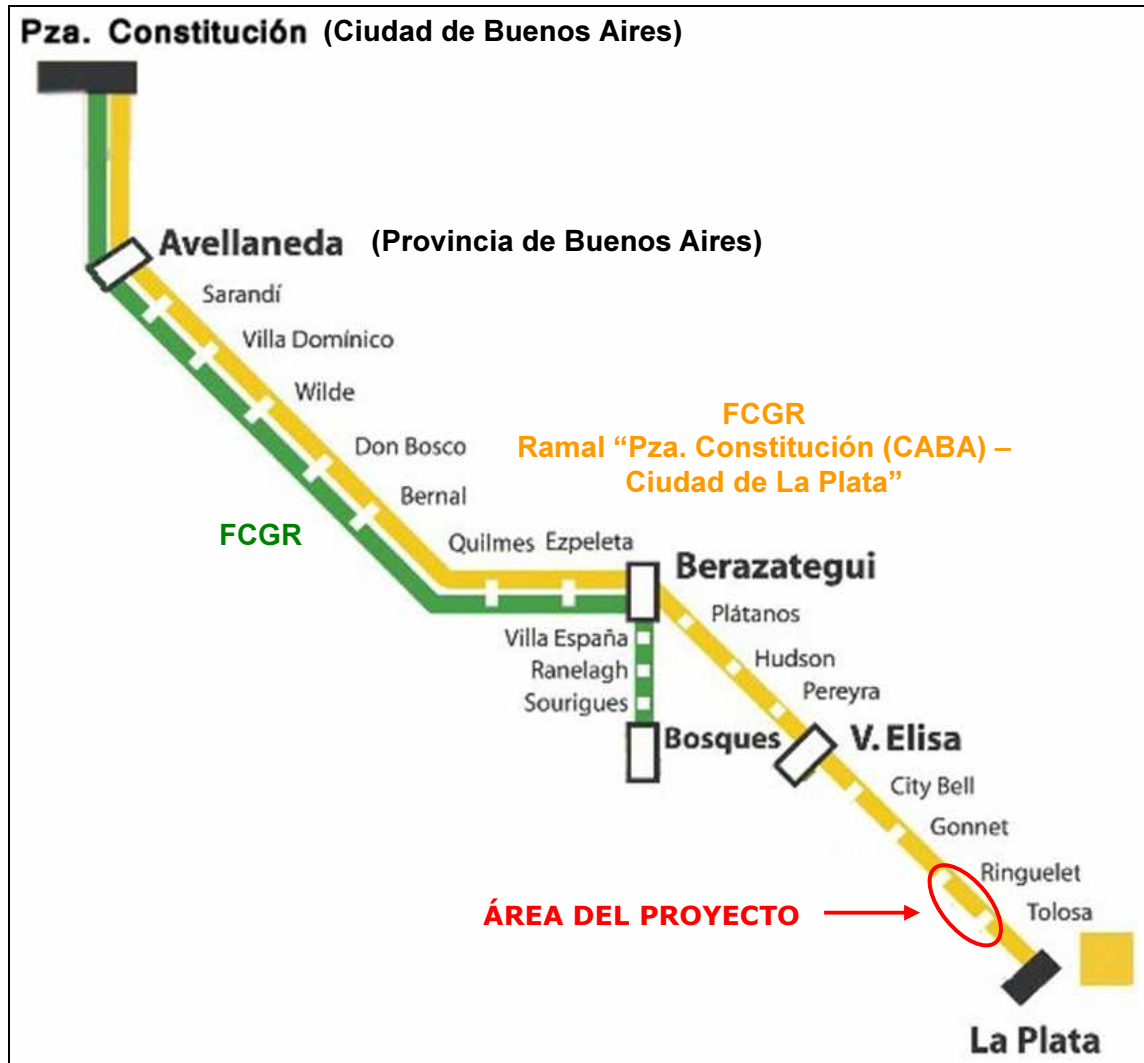 Pza. Constitución (Ciudad de Buenos Aires)
Avellaneda (Provincia de Buenos Aires)
Sarandí
Villa Domínico
Wilde
Don Bosco
Bernal
FCGR
Ramal “Pza. Constitución (CABA) –
Ciudad de La Plata”
FCGR
Quilmes Ezpeleta
Berazategui
Plátanos
Villa España
Hudson
Ranelagh
Pereyra
Sourigues
Bosques
V. Elisa
City Bell
Gonnet
Ringuelet
ÁREA DEL PROYECTO
Tolosa
La Plata